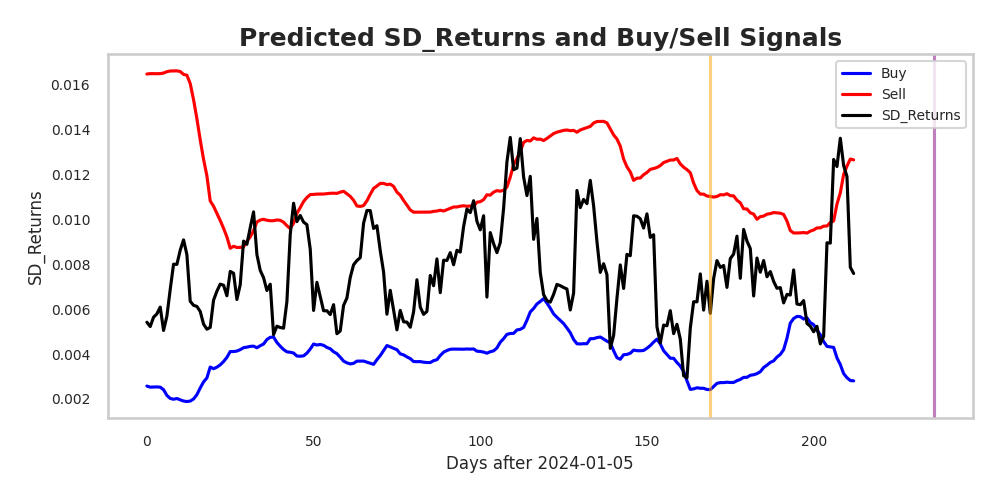 Predicted SD_Returns and Buy/Sell Signals
Buy
Sell
SD_Returns
0.016
0.014
0.012
0.010
0.008
0.006
0.004
0.002
SD_Returns
0
50
100
150
200
Days after 2024-01-05